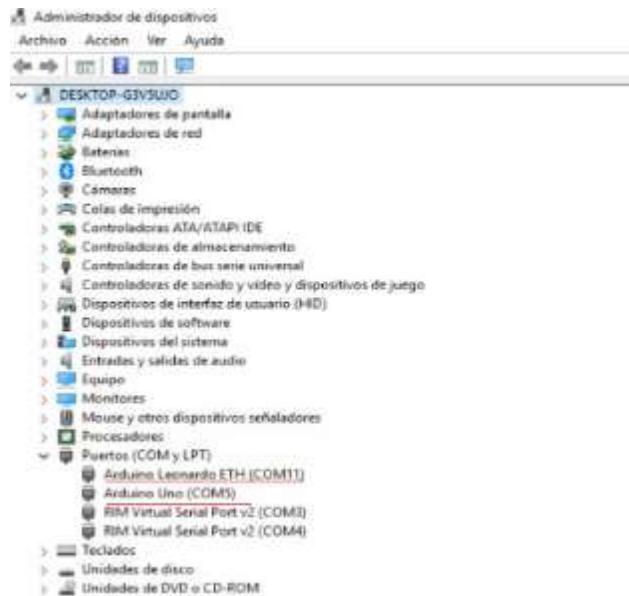 Administrador de dispositivos
Archivo Acción Ver Ayuda
DESKTOP-G3V5UJO
Adaptadores de pantalla
Adaptadores de red
Baterías
Bluetooth
Cámaras
Colas de impresión
Controladoras ATA/ATAPI IDE
Controladoras de almacenamiento
Controladoras de bus serie universal
Controladoras de sonido y vídeo y dispositivos de juego
Dispositivos de interfaz de usuario (HID)
Dispositivos de software
Dispositivos del sistema
Entradas y salidas de audio
Equipo
Monitores
Mouse y otros dispositivos señaladores
Procesadores
Puertos (COM y LPT)
Arduino Leonardo ETH (COM11)
Arduino Uno (COM5)
RIM Virtual Serial Port v2 (COM3)
RIM Virtual Serial Port v2 (COM4)
Teclados
Unidades de disco
Unidades de DVD o CD-ROM